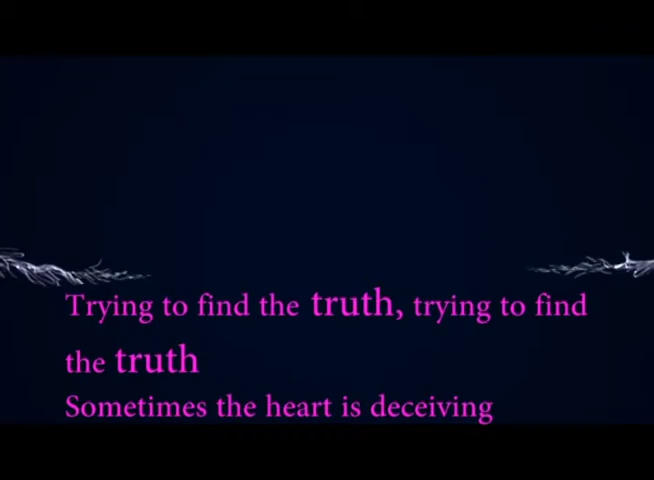 Trying to find the truth, trying to find
the truth
Sometimes the heart is deceiving